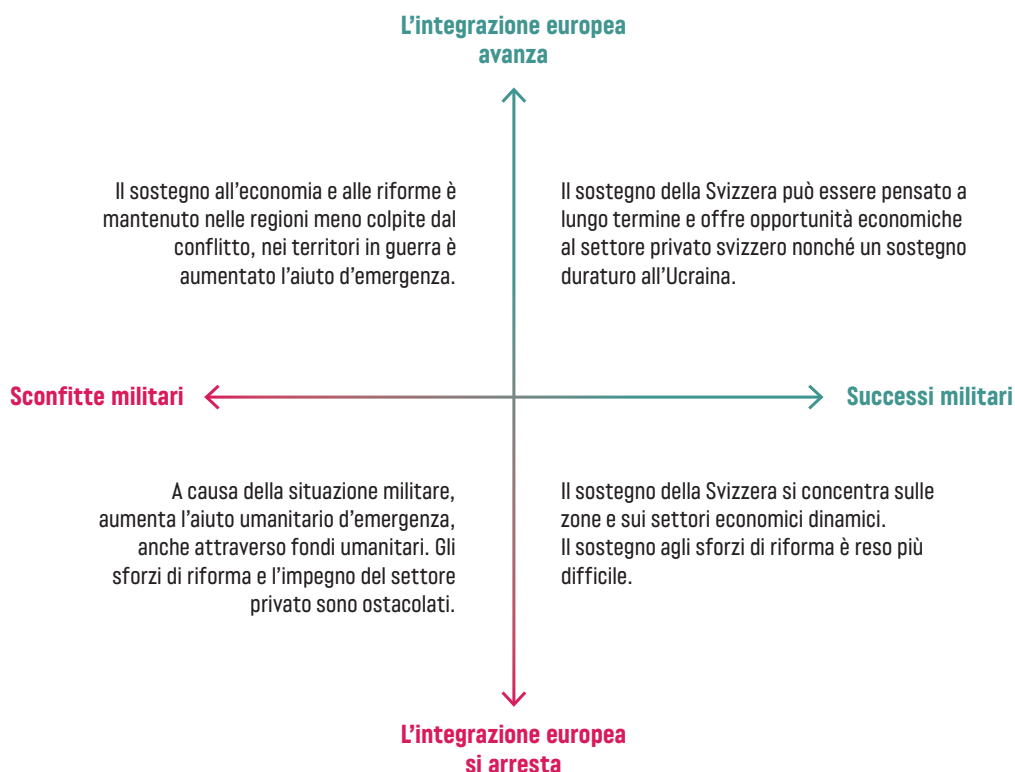 L’integrazione europea
avanza
Il sostegno all’economia e alle riforme è
mantenuto nelle regioni meno colpite dal
conflitto, nei territori in guerra è
aumentato l’aiuto d’emergenza.
Il sostegno della Svizzera può essere pensato a
lungo termine e offre opportunità economiche
al settore privato svizzero nonché un sostegno
duraturo all’Ucraina.
Sconfitte militari
Successi militari
A causa della situazione militare,
aumenta l’aiuto umanitario d’emergenza,
anche attraverso fondi umanitari. Gli
sforzi di riforma e l’impegno del settore
privato sono ostacolati.
Il sostegno della Svizzera si concentra sulle
zone e sui settori economici dinamici.
Il sostegno agli sforzi di riforma è reso più
difficile.
L’integrazione europea
si arresta